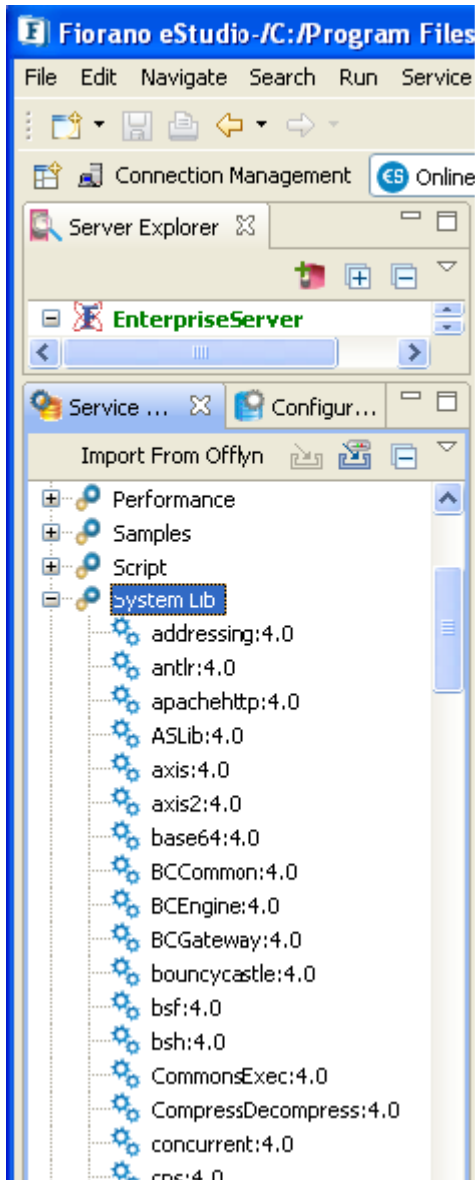 Fiorano eStudio-/C:/Program Files
File Edit Navigate Search Run Service
Connection Management Online
Server Explorer
EnterpriseServer
Service ... Configur...
Import From Offlyn
Performance
Samples
Script
System Lib
addressing:4.0
antlr:4.0
apachehttp:4.0
ASLib:4.0
axis:4.0
axis2:4.0
base64:4.0
BCCommon:4.0
BCEngine:4.0
BCGateway:4.0
bouncycastle:4.0
bsf:4.0
bsh:4.0
CommonsExec:4.0
CompressDecompress:4.0
concurrent:4.0
cps:4.0